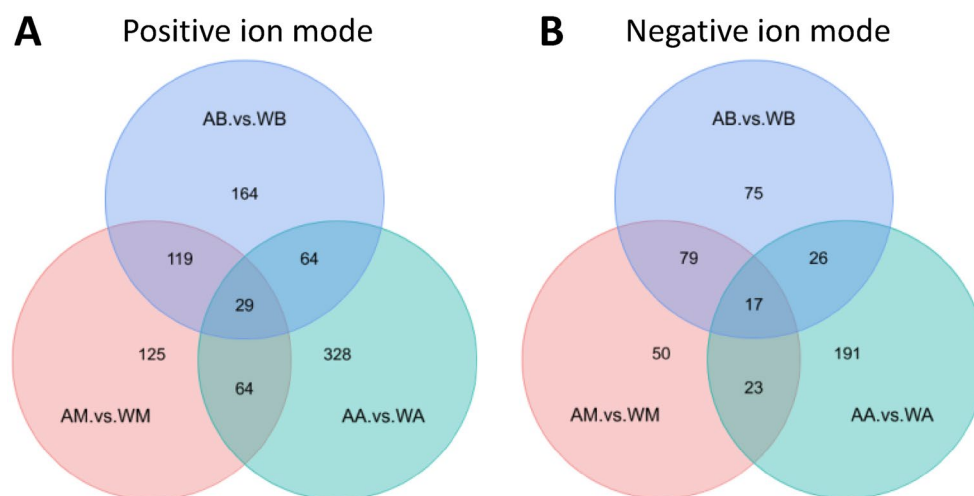 A Positive ion mode
AB.vs.WB
164
119
64
29
125
328
64
AM.vs.WM
AA.vs.WA
B Negative ion mode
AB.vs.WB
75
79
26
17
50
191
23
AM.vs.WM
AA.vs.WA